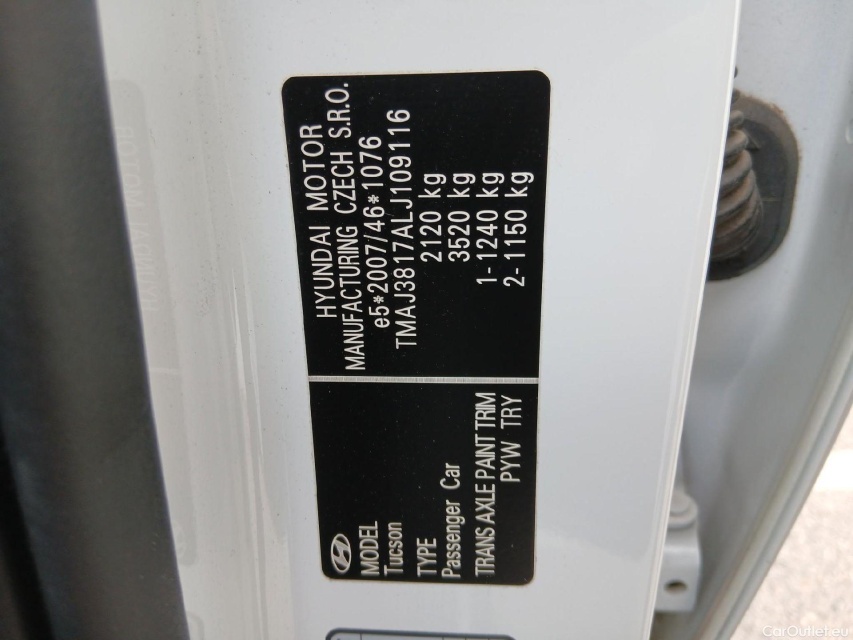 HYUNDAI MOTOR
MANUFACTURING CZECH S.R.O.
e5*2007/46*1076
TMAJ3817ALJ109116
2120 kg
3520 kg
1- 1240 kg
2- 1150 kg
MODEL
Tucson
TYPE
Passenger Car
TRANS AXLE PAINT TRIM
PYW TRY
CarOutlet.eu